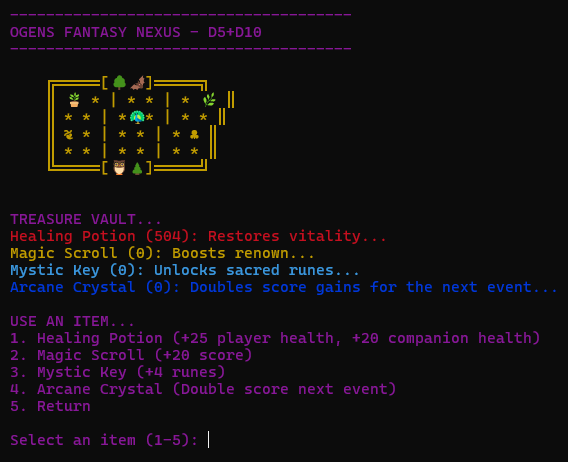 --------------------------------------
OGENS FANTASY NEXUS - D5+D10
--------------------------------------
╔═════[🌳🦇]═════╗
║ 🪴 * | * * | * 🌿 ║
║ * * | *🦚* | * * ║
║ * | * * | * ║
║ * * | * * | * * ║
╚═════[🦉🌲]═════╝
TREASURE VAULT...
Healing Potion (504): Restores vitality...
Magic Scroll (0): Boosts renown...
Mystic Key (0): Unlocks sacred runes...
Arcane Crystal (0): Doubles score gains for the next event...
USE AN ITEM...
1. Healing Potion (+25 player health, +20 companion health)
2. Magic Scroll (+20 score)
3. Mystic Key (+4 runes)
4. Arcane Crystal (Double score next event)
5. Return
Select an item (1-5):